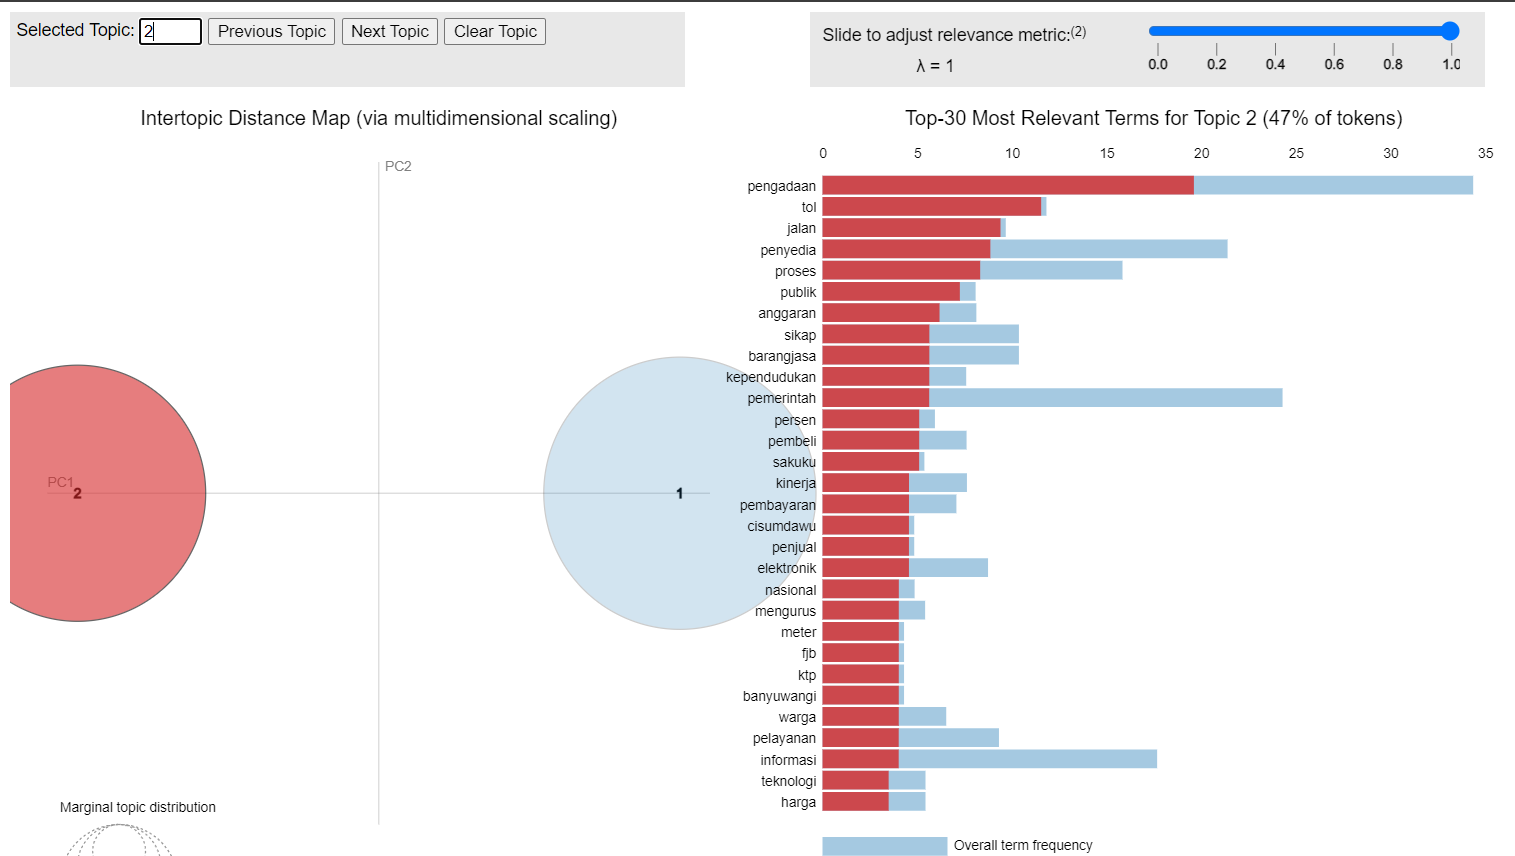 Selected Topic: 2 Previous Topic Next Topic Clear Topic
Slide to adjust relevance metric:(2)
λ = 1
0.0 0.2 0.4 0.6 0.8 1.0
Intertopic Distance Map (via multidimensional scaling)
PC2
PC1
2
1
Marginal topic distribution
Top-30 Most Relevant Terms for Topic 2 (47% of tokens)
0 5 10 15 20 25 30 35
pengadaan
tol
jalan
penyedia
proses
publik
anggaran
sikap
barangjasa
kependudukan
pemerintah
persen
pembeli
sakuku
kinerja
pembayaran
cisumdawu
penjual
elektronik
nasional
mengurus
meter
fjb
ktp
banyuwangi
warga
pelayanan
informasi
teknologi
harga
Overall term frequency